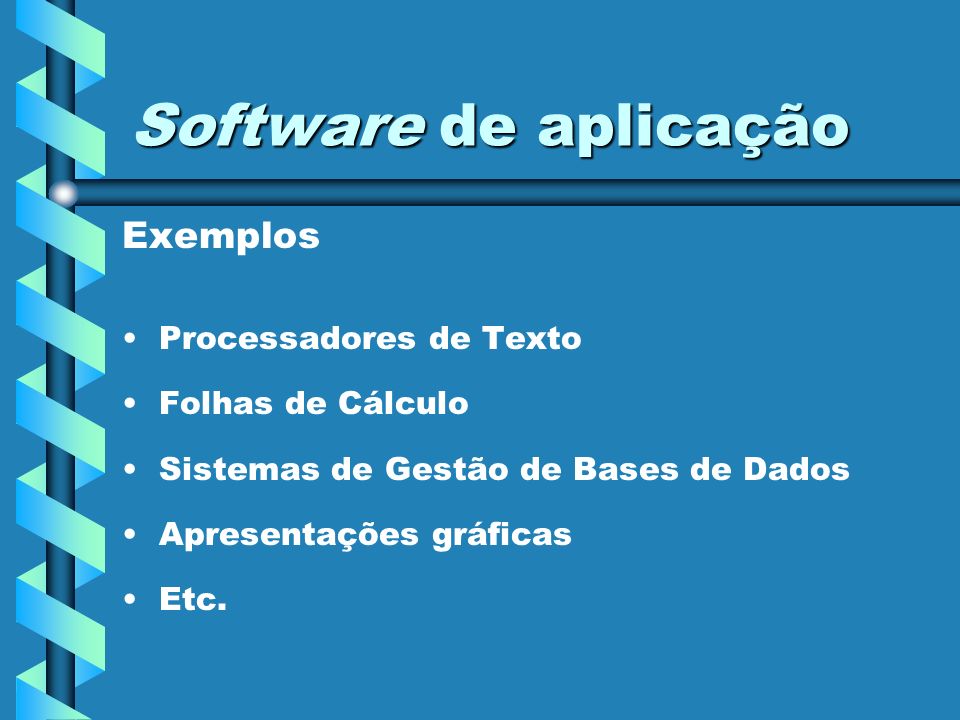 Software de aplicação
Exemplos
• Processadores de Texto
• Folhas de Cálculo
• Sistemas de Gestão de Bases de Dados
• Apresentações gráficas
• Etc.